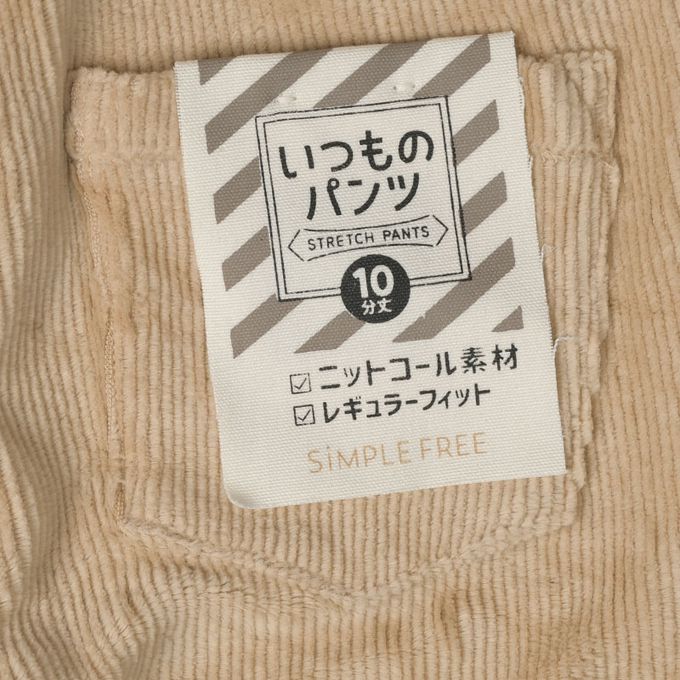 いつもの
パンツ
STRETCH PANTS
10
分丈
ニットコール素材
レギュラーフィット
SiMPLE FREE